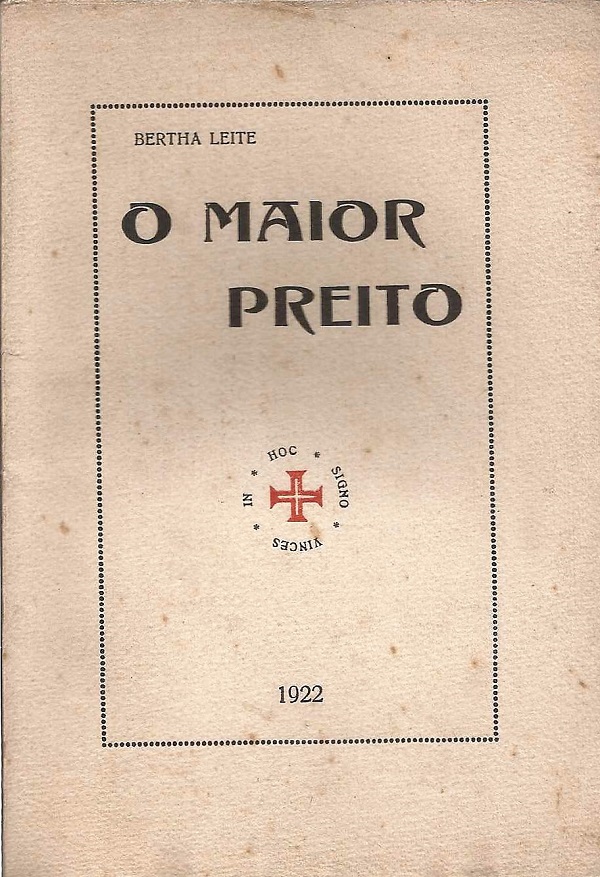 BERTHA LEITE
O MAIOR
PREITO
IN * HOC * SIGNO * VINCES *
1922